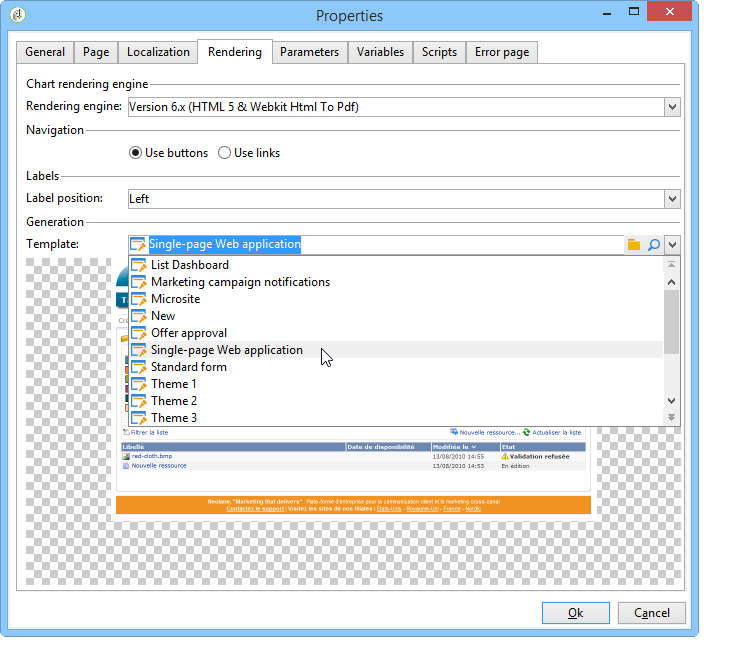 Properties
General Page Localization Rendering Parameters Variables Scripts Error page
Chart rendering engine
Rendering engine: Version 6.x (HTML 5 & Webkit Html To Pdf)
Navigation
Use buttons Use links
Labels
Label position: Left
Generation
Template: Single-page Web application
List Dashboard
Marketing campaign notifications
Microsite
New
Offer approval
Single-page Web application
Standard form
Theme 1
Theme 2
Theme 3
Filtrer la liste Nouvelle ressource... Actualiser la liste
Libellé Date de disponibilité Modifiée le Etat
red-cloth.bmp 13/08/2010 14:55 Validation refusée
Nouvelle ressource 13/08/2010 14:53 En édition
Neolane, "Marketing that delivers" : Plate-forme d'entreprise pour la communication client et le marketing cross-canal
Contactez le support | Visitez les sites de nos filiales : Etats-Unis - Royaume-Uni - France - Nordic
Ok Cancel